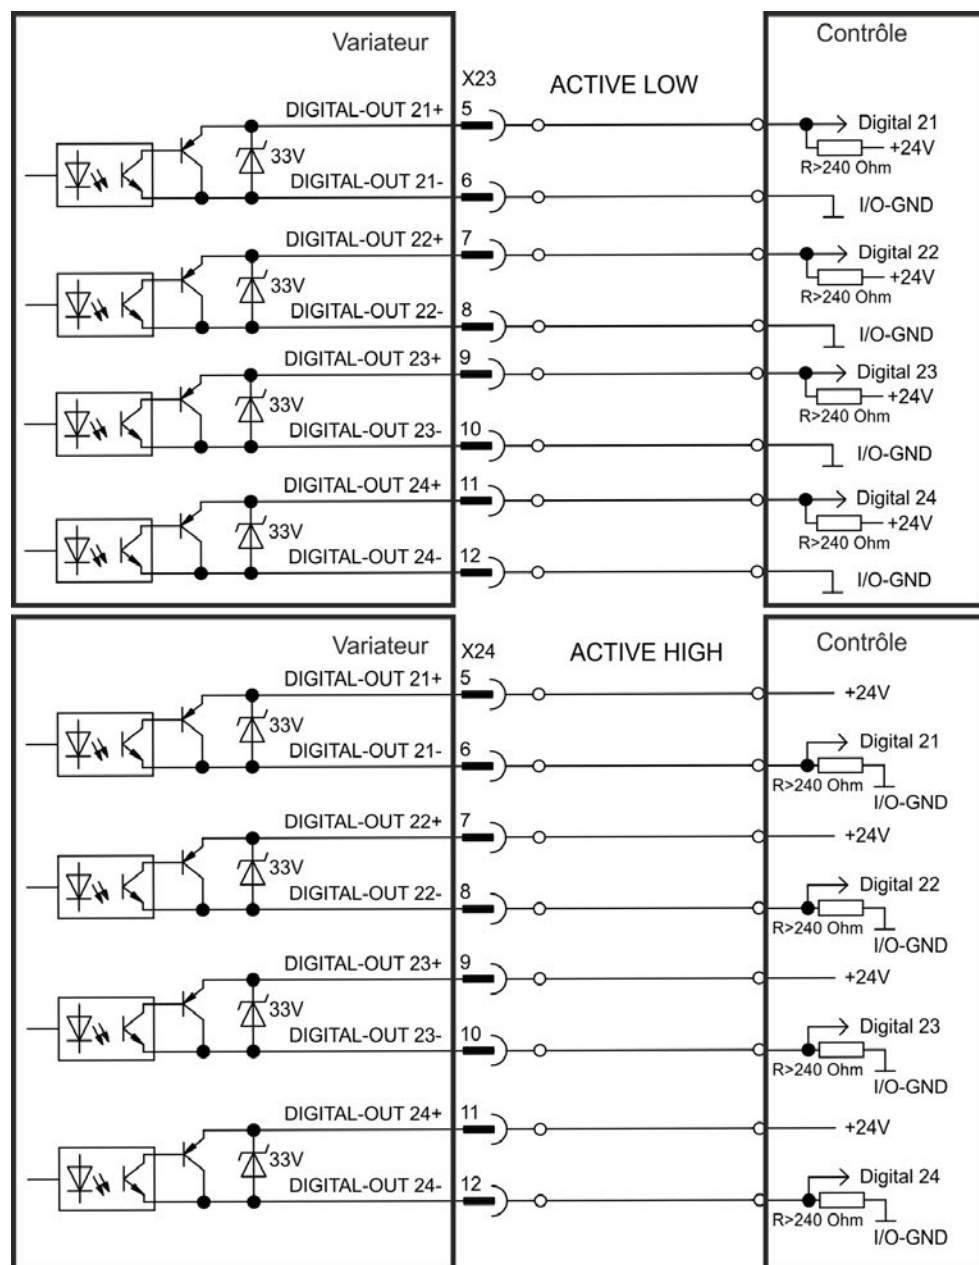 Variateur
Contrôle
X23
ACTIVE LOW
DIGITAL-OUT 21+
5
Digital 21
33V
+24V
R>240 Ohm
DIGITAL-OUT 21-
6
I/O-GND
DIGITAL-OUT 22+
7
Digital 22
33V
+24V
R>240 Ohm
DIGITAL-OUT 22-
8
I/O-GND
DIGITAL-OUT 23+
9
Digital 23
33V
+24V
R>240 Ohm
DIGITAL-OUT 23-
10
I/O-GND
DIGITAL-OUT 24+
11
Digital 24
33V
+24V
R>240 Ohm
DIGITAL-OUT 24-
12
I/O-GND
Variateur
Contrôle
X24
ACTIVE HIGH
DIGITAL-OUT 21+
5
+24V
33V
DIGITAL-OUT 21-
6
Digital 21
R>240 Ohm
I/O-GND
DIGITAL-OUT 22+
7
+24V
33V
DIGITAL-OUT 22-
8
Digital 22
R>240 Ohm
I/O-GND
DIGITAL-OUT 23+
9
+24V
33V
DIGITAL-OUT 23-
10
Digital 23
R>240 Ohm
I/O-GND
DIGITAL-OUT 24+
11
+24V
33V
DIGITAL-OUT 24-
12
Digital 24
R>240 Ohm
I/O-GND